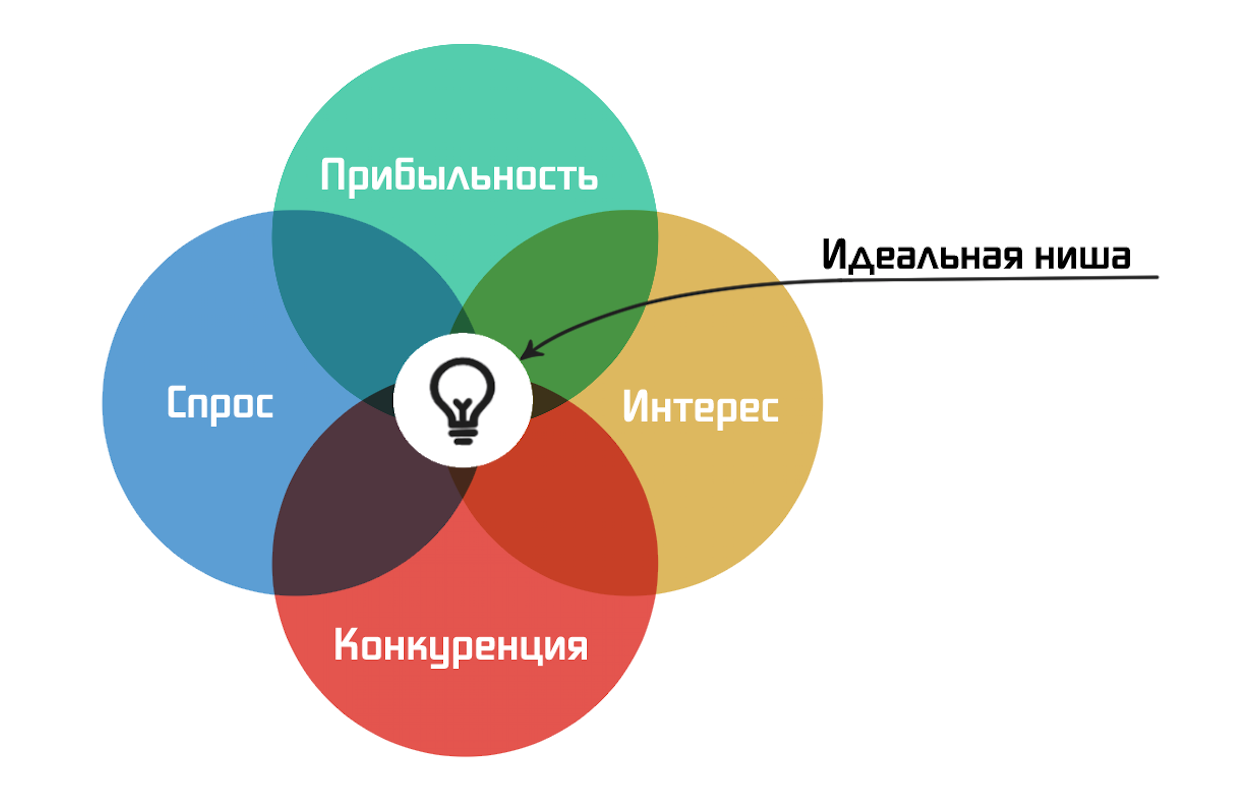 Прибыльность
Идеальная ниша
Спрос
Интерес
Конкуренция